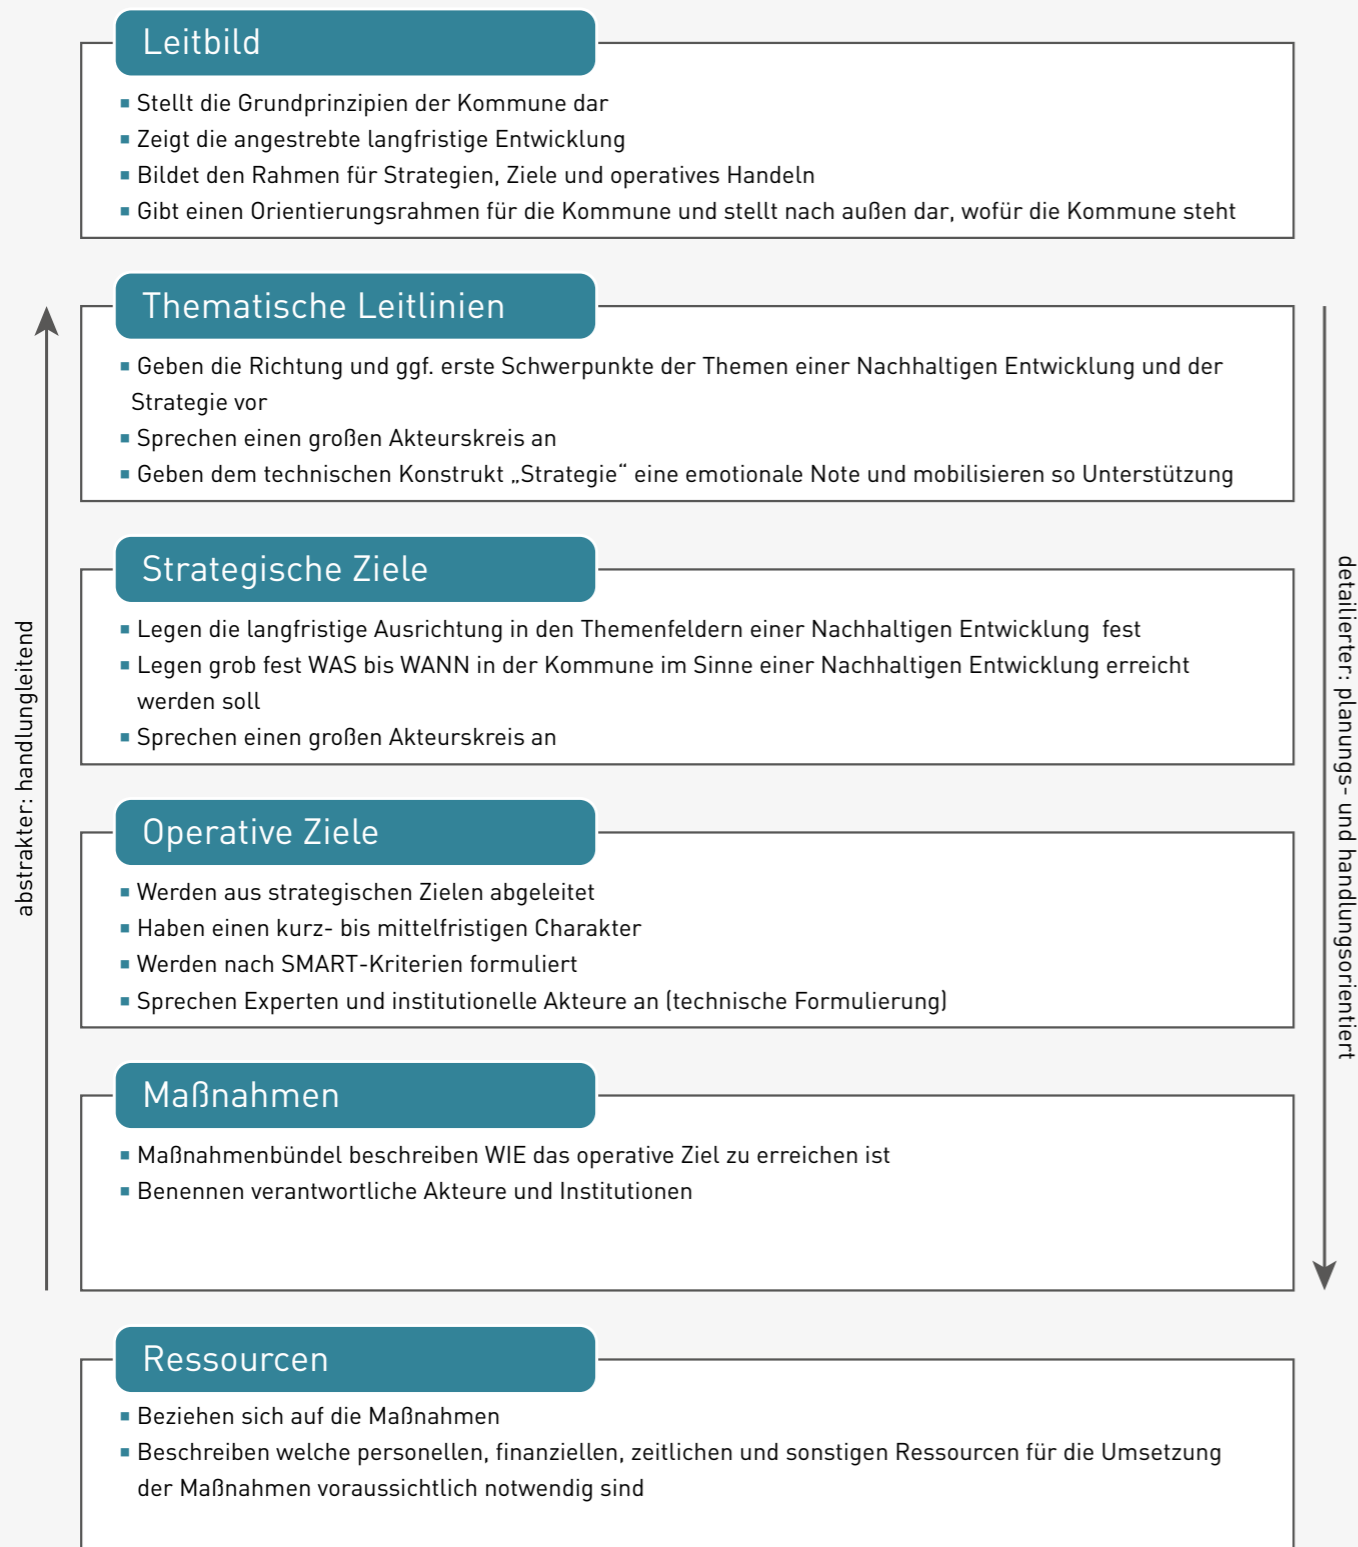 Leitbild
▪ Stellt die Grundprinzipien der Kommune dar
▪ Zeigt die angestrebte langfristige Entwicklung
▪ Bildet den Rahmen für Strategien, Ziele und operatives Handeln
▪ Gibt einen Orientierungsrahmen für die Kommune und stellt nach außen dar, wofür die Kommune steht
Thematische Leitlinien
▪ Geben die Richtung und ggf. erste Schwerpunkte der Themen einer Nachhaltigen Entwicklung und der
Strategie vor
▪ Sprechen einen großen Akteurskreis an
▪ Geben dem technischen Konstrukt „Strategie“ eine emotionale Note und mobilisieren so Unterstützung
Strategische Ziele
▪ Legen die langfristige Ausrichtung in den Themenfeldern einer Nachhaltigen Entwicklung fest
▪ Legen grob fest WAS bis WANN in der Kommune im Sinne einer Nachhaltigen Entwicklung erreicht
werden soll
▪ Sprechen einen großen Akteurskreis an
Operative Ziele
▪ Werden aus strategischen Zielen abgeleitet
▪ Haben einen kurz- bis mittelfristigen Charakter
▪ Werden nach SMART-Kriterien formuliert
▪ Sprechen Experten und institutionelle Akteure an (technische Formulierung)
Maßnahmen
▪ Maßnahmenbündel beschreiben WIE das operative Ziel zu erreichen ist
▪ Benennen verantwortliche Akteure und Institutionen
Ressourcen
▪ Beziehen sich auf die Maßnahmen
▪ Beschreiben welche personellen, finanziellen, zeitlichen und sonstigen Ressourcen für die Umsetzung
der Maßnahmen voraussichtlich notwendig sind
abstrakter: handlungleitend
detailierter: planungs- und handlungsorientiert